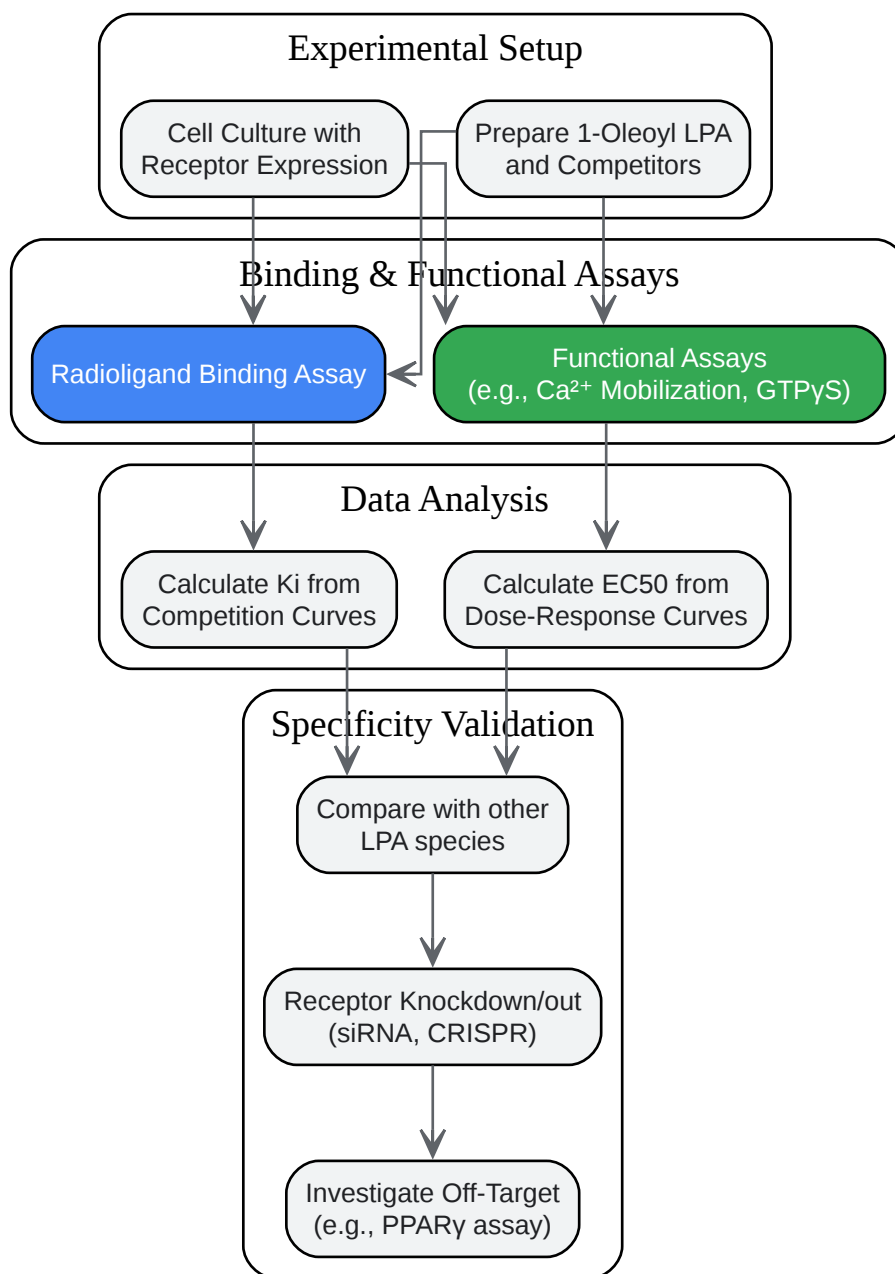 Experimental Setup
Cell Culture with
Receptor Expression
Prepare 1-Oleoyl LPA
and Competitors
Binding & Functional Assays
Radioligand Binding Assay
Functional Assays
(e.g., Ca²⁺ Mobilization, GTPγS)
Data Analysis
Calculate Ki from
Competition Curves
Calculate EC50 from
Dose-Response Curves
Specificity Validation
Compare with other
LPA species
Receptor Knockdown/out
(siRNA, CRISPR)
Investigate Off-Target
(e.g., PPARγ assay)